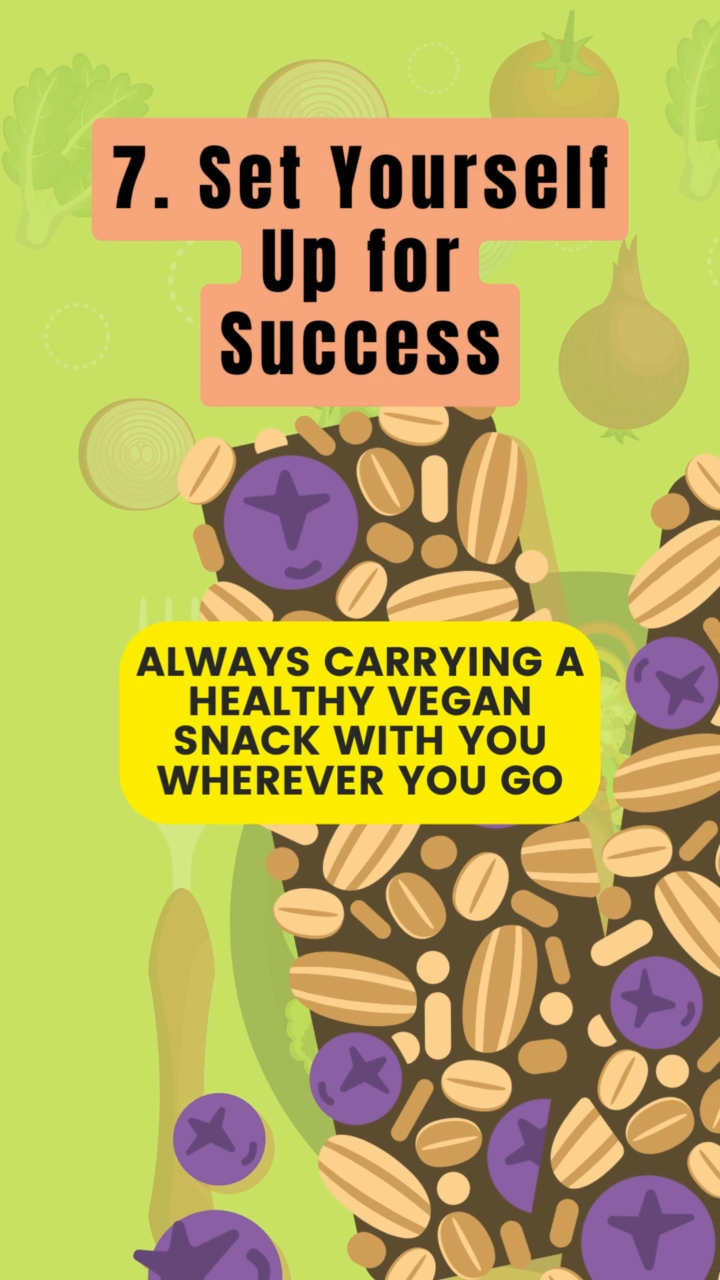 7. Set Yourself
Up for
Success
ALWAYS CARRYING A
HEALTHY VEGAN
SNACK WITH YOU
WHEREVER YOU GO